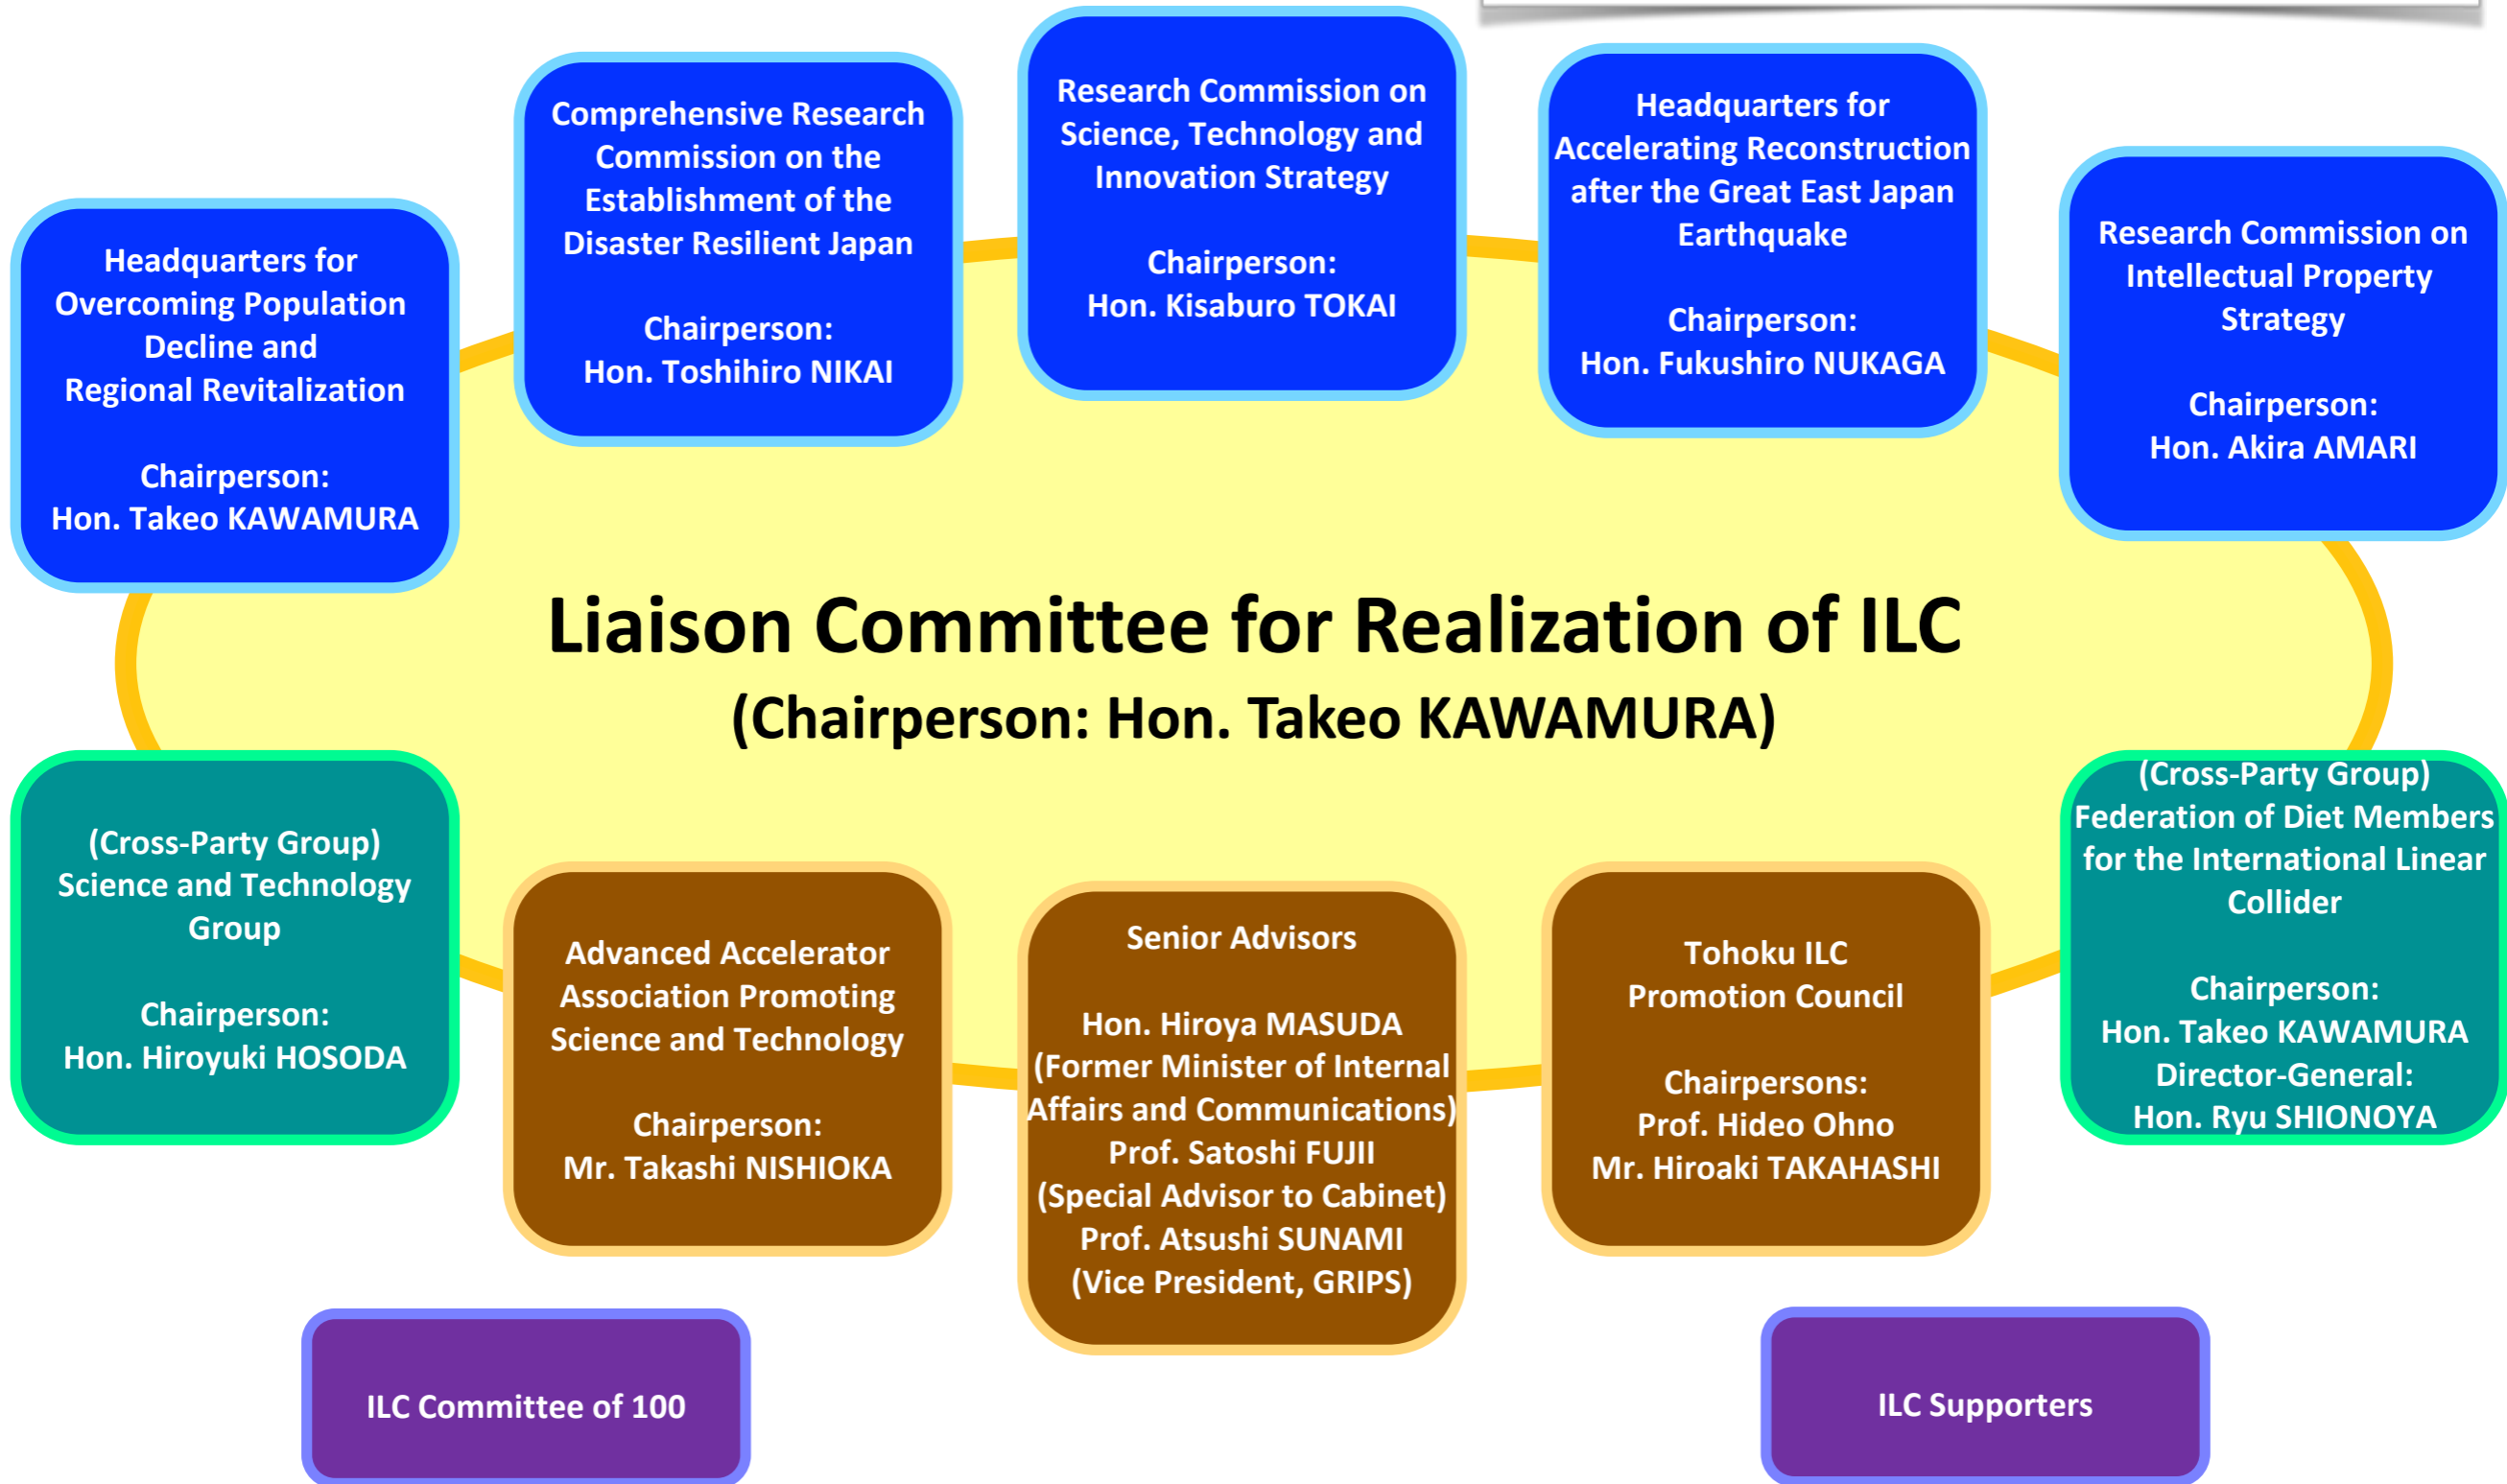 Headquarters for
Overcoming Population
Decline and
Regional Revitalization
Chairperson:
Hon. Takeo KAWAMURA
Comprehensive Research
Commission on the
Establishment of the
Disaster Resilient Japan
Chairperson:
Hon. Toshihiro NIKAI
Research Commission on
Science, Technology and
Innovation Strategy
Chairperson:
Hon. Kisaburo TOKAI
Headquarters for
Accelerating Reconstruction
after the Great East Japan
Earthquake
Chairperson:
Hon. Fukushiro NUKAGA
Research Commission on
Intellectual Property
Strategy
Chairperson:
Hon. Akira AMARI
Liaison Committee for Realization of ILC
(Chairperson: Hon. Takeo KAWAMURA)
(Cross-Party Group)
Science and Technology
Group
Chairperson:
Hon. Hiroyuki HOSODA
Advanced Accelerator
Association Promoting
Science and Technology
Chairperson:
Mr. Takashi NISHIOKA
Senior Advisors
Hon. Hiroya MASUDA
(Former Minister of Internal
Affairs and Communications)
Prof. Satoshi FUJII
(Special Advisor to Cabinet)
Prof. Atsushi SUNAMI
(Vice President, GRIPS)
Tohoku ILC
Promotion Council
Chairpersons:
Prof. Hideo Ohno
Mr. Hiroaki TAKAHASHI
(Cross-Party Group)
Federation of Diet Members
for the International Linear
Collider
Chairperson:
Hon. Takeo KAWAMURA
Director-General:
Hon. Ryu SHIONOYA
ILC Committee of 100
ILC Supporters